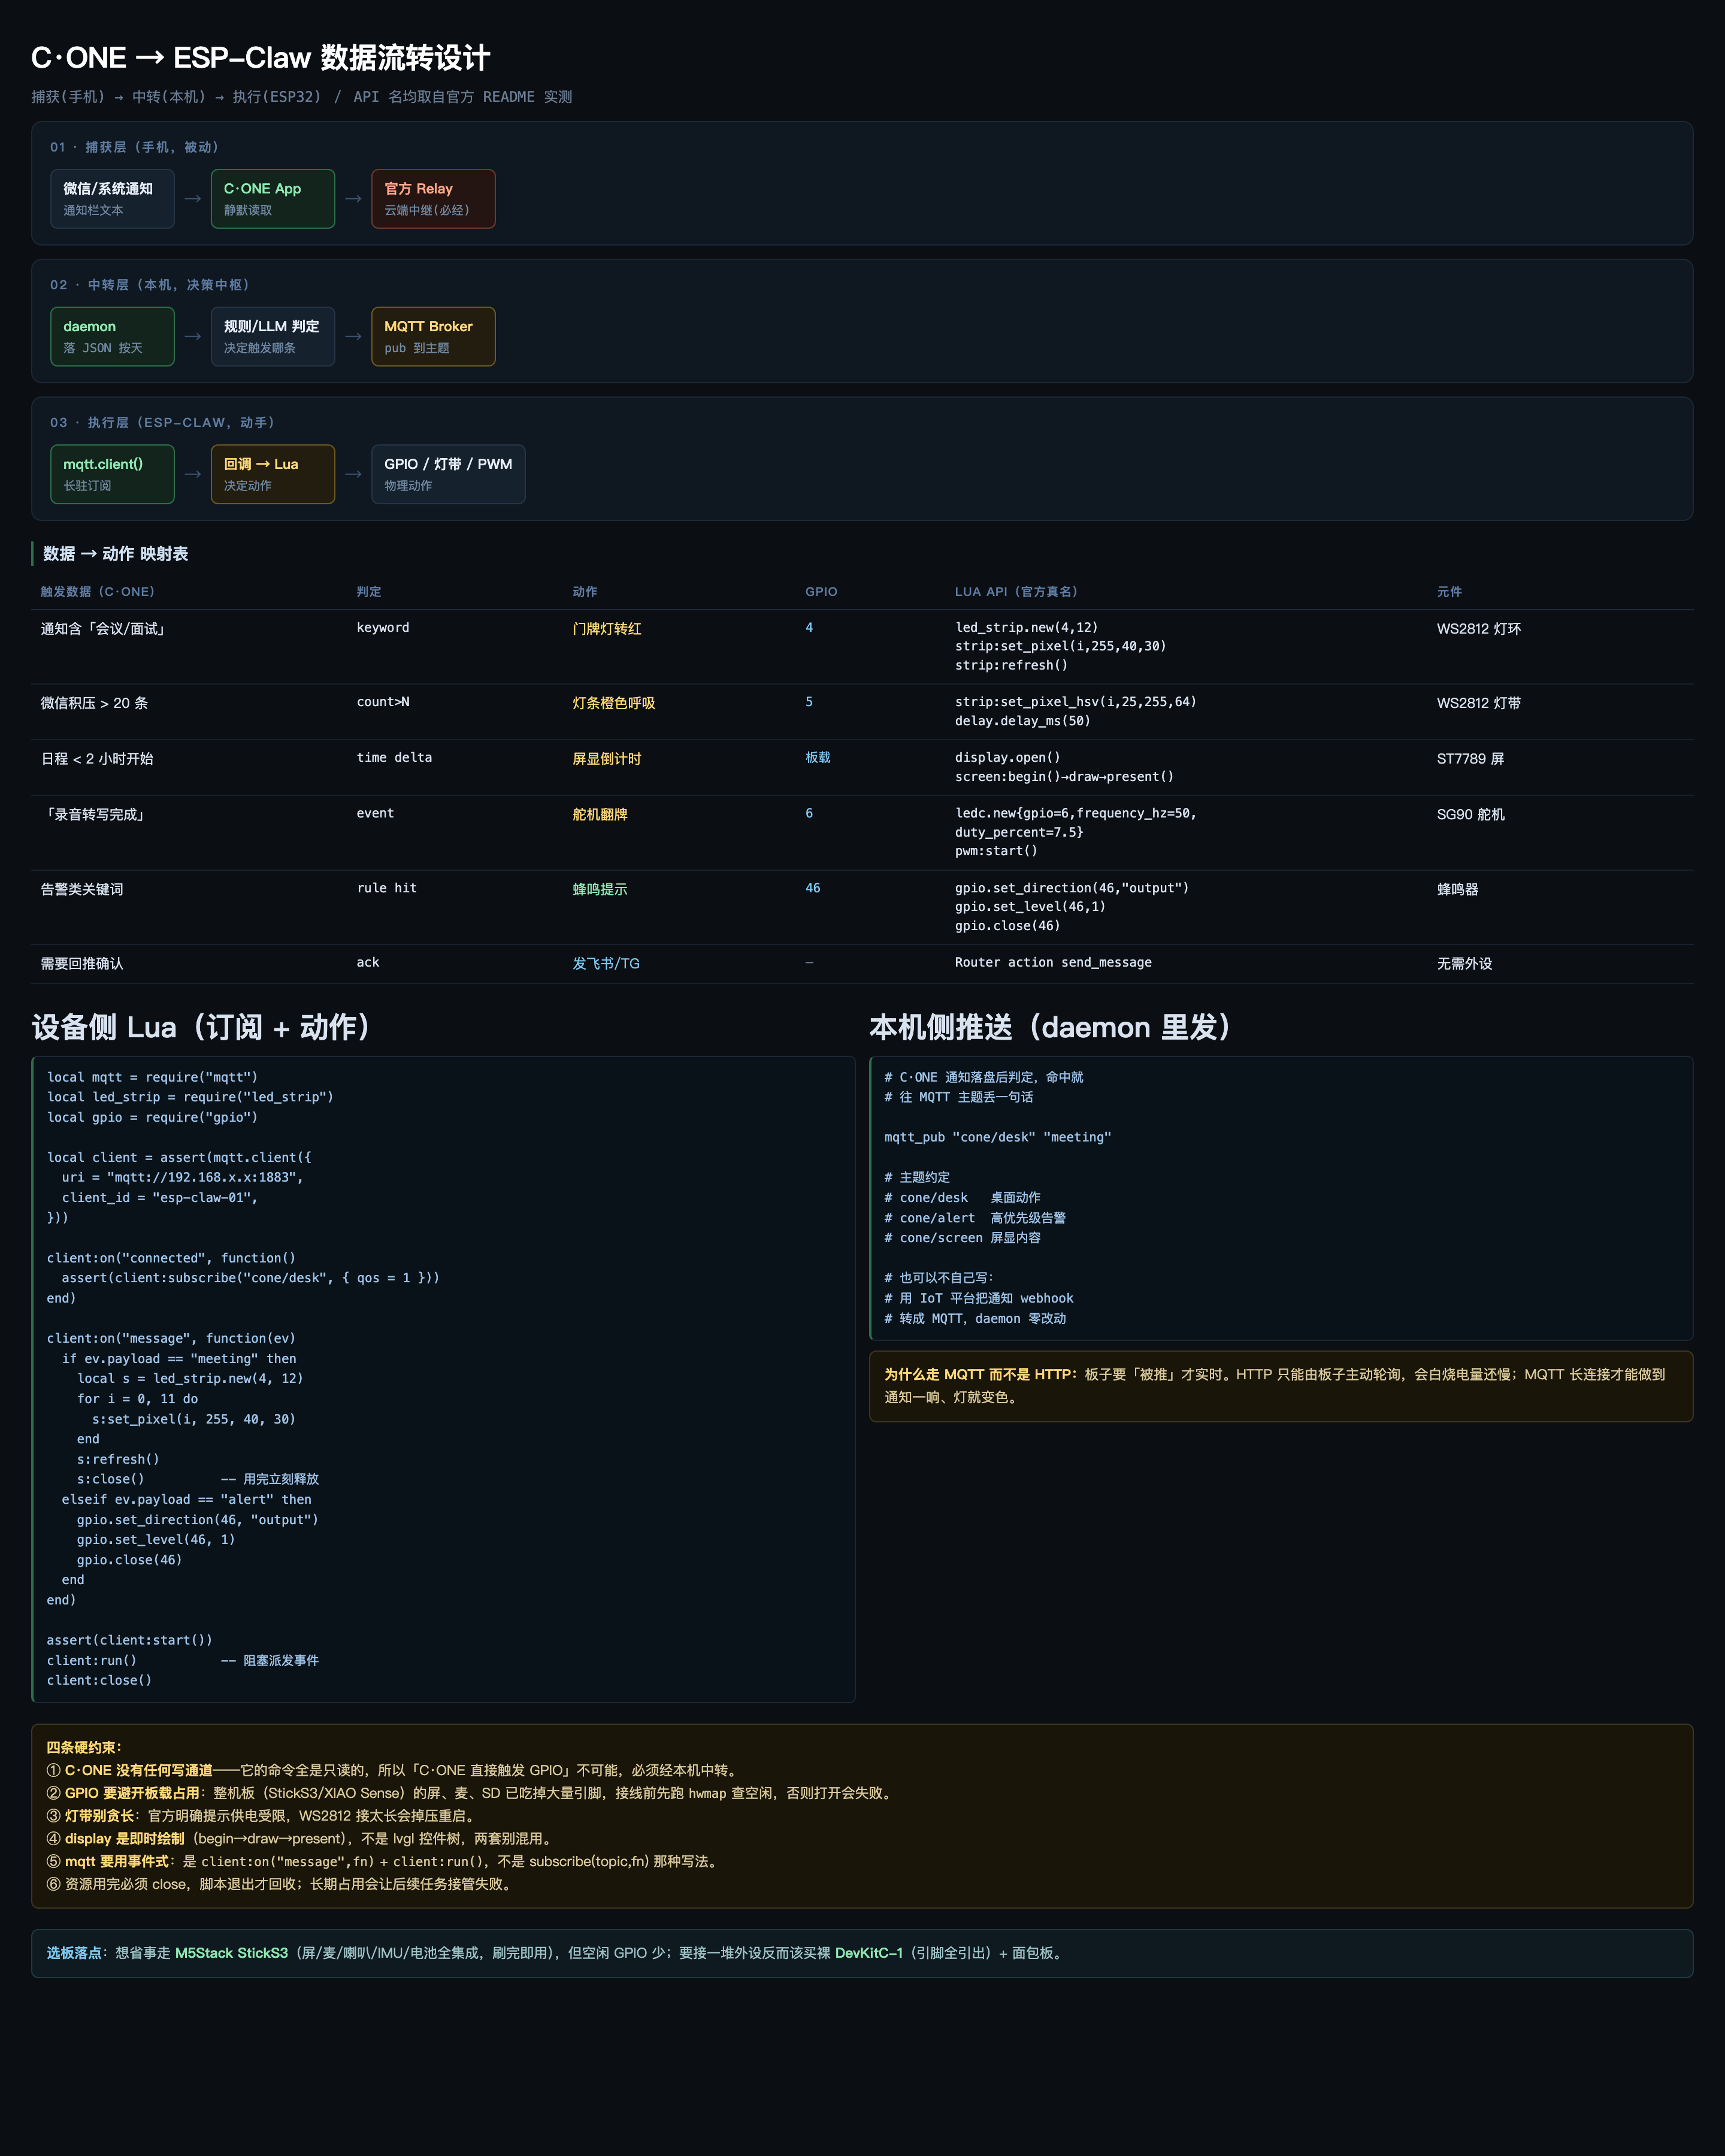 C·ONE → ESP-Claw 数据流转设计
捕获(手机) → 中转(本机) → 执行(ESP32) / API 名均取自官方 README 实测
01 · 捕获层（手机，被动）
微信/系统通知
通知栏文本
→
C·ONE App
静默读取
→
官方 Relay
云端中继(必经)
02 · 中转层（本机，决策中枢）
daemon
落 JSON 按天
→
规则/LLM 判定
决定触发哪条
→
MQTT Broker
pub 到主题
03 · 执行层（ESP-CLAW，动手）
mqtt.client()
长驻订阅
→
回调 → Lua
决定动作
→
GPIO / 灯带 / PWM
物理动作
数据 → 动作 映射表
触发数据（C·ONE） 判定 动作 GPIO LUA API（官方真名） 元件
通知含「会议/面试」 keyword 门牌灯转红 4 led_strip.new(4,12) WS2812 灯环
strip:set_pixel(i,255,40,30)
strip:refresh()
微信积压 > 20 条 count>N 灯条橙色呼吸 5 strip:set_pixel_hsv(i,25,255,64) WS2812 灯带
delay.delay_ms(50)
日程 < 2 小时开始 time delta 屏显倒计时 板载 display.open() ST7789 屏
screen:begin()→draw→present()
「录音转写完成」 event 舵机翻牌 6 ledc.new{gpio=6,frequency_hz=50, SG90 舵机
duty_percent=7.5}
pwm:start()
告警类关键词 rule hit 蜂鸣提示 46 gpio.set_direction(46,"output") 蜂鸣器
gpio.set_level(46,1)
gpio.close(46)
需要回推确认 ack 发飞书/TG — Router action send_message 无需外设
设备侧 Lua（订阅 + 动作）
local mqtt = require("mqtt")
local led_strip = require("led_strip")
local gpio = require("gpio")
local client = assert(mqtt.client({
  uri = "mqtt://192.168.x.x:1883",
  client_id = "esp-claw-01",
}))
client:on("connected", function()
  assert(client:subscribe("cone/desk", { qos = 1 }))
end)
client:on("message", function(ev)
  if ev.payload == "meeting" then
    local s = led_strip.new(4, 12)
    for i = 0, 11 do
      s:set_pixel(i, 255, 40, 30)
    end
    s:refresh()
    s:close()          -- 用完立刻释放
  elseif ev.payload == "alert" then
    gpio.set_direction(46, "output")
    gpio.set_level(46, 1)
    gpio.close(46)
  end
end)
assert(client:start())
client:run()           -- 阻塞派发事件
client:close()
本机侧推送（daemon 里发）
# C·ONE 通知落盘后判定，命中就
# 往 MQTT 主题丢一句话
mqtt_pub "cone/desk" "meeting"
# 主题约定
# cone/desk   桌面动作
# cone/alert  高优先级告警
# cone/screen 屏显内容
# 也可以不自己写：
# 用 IoT 平台把通知 webhook
# 转成 MQTT，daemon 零改动
为什么走 MQTT 而不是 HTTP：板子要「被推」才实时。HTTP 只能由板子主动轮询，会白烧电量还慢；MQTT 长连接才能做到
通知一响、灯就变色。
四条硬约束：
① C·ONE 没有任何写通道——它的命令全是只读的，所以「C·ONE 直接触发 GPIO」不可能，必须经本机中转。
② GPIO 要避开板载占用：整机板（StickS3/XIAO Sense）的屏、麦、SD 已吃掉大量引脚，接线前先跑 hwmap 查空闲，否则打开会失败。
③ 灯带别贪长：官方明确提示供电受限，WS2812 接太长会掉压重启。
④ display 是即时绘制（begin→draw→present），不是 lvgl 控件树，两套别混用。
⑤ mqtt 要用事件式：是 client:on("message",fn) + client:run()，不是 subscribe(topic,fn) 那种写法。
⑥ 资源用完必须 close，脚本退出才回收；长期占用会让后续任务接管失败。
选板落点：想省事走 M5Stack StickS3（屏/麦/喇叭/IMU/电池全集成，刷完即用），但空闲 GPIO 少；要接一堆外设反而该买裸 DevKitC-1（引脚全引出）+ 面包板。